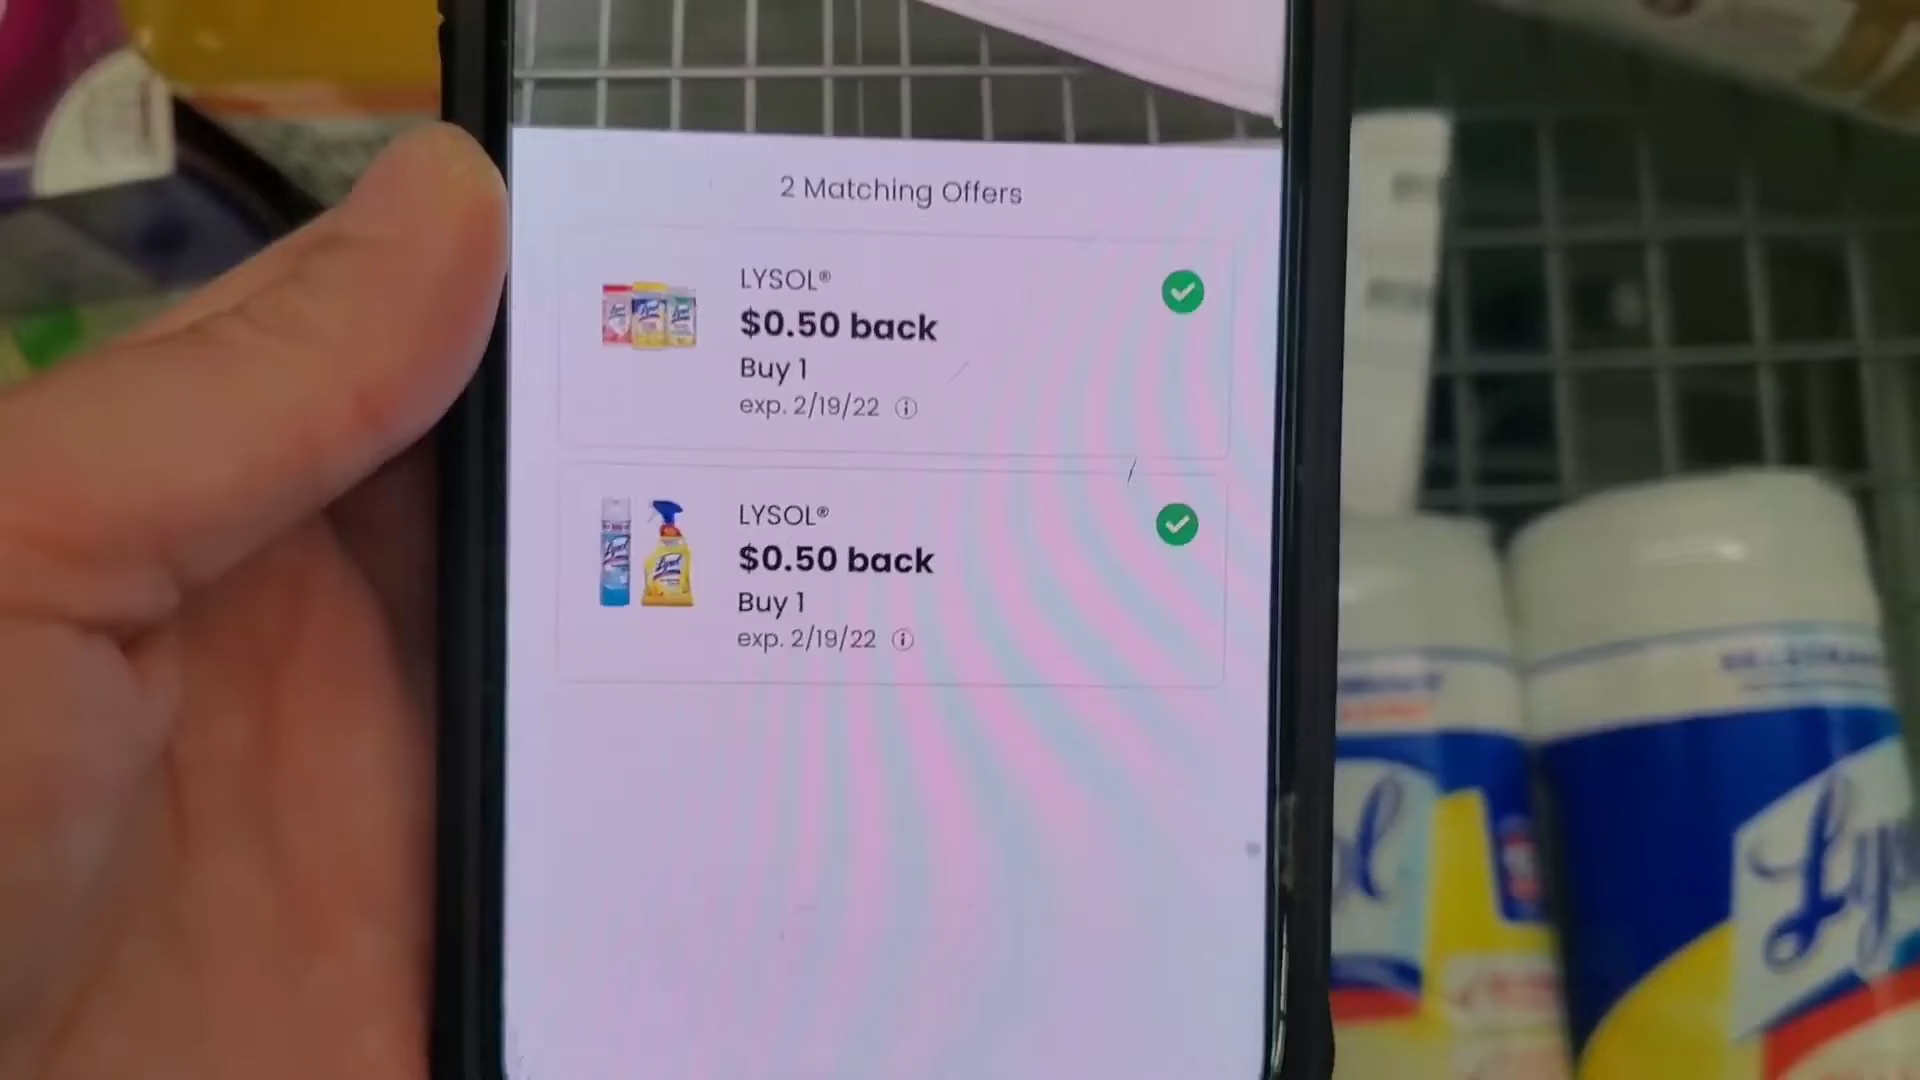 2 Matching Offers
LYSOL®
$0.50 back
Buy 1
exp. 2/19/22
LYSOL®
$0.50 back
Buy 1
exp. 2/19/22